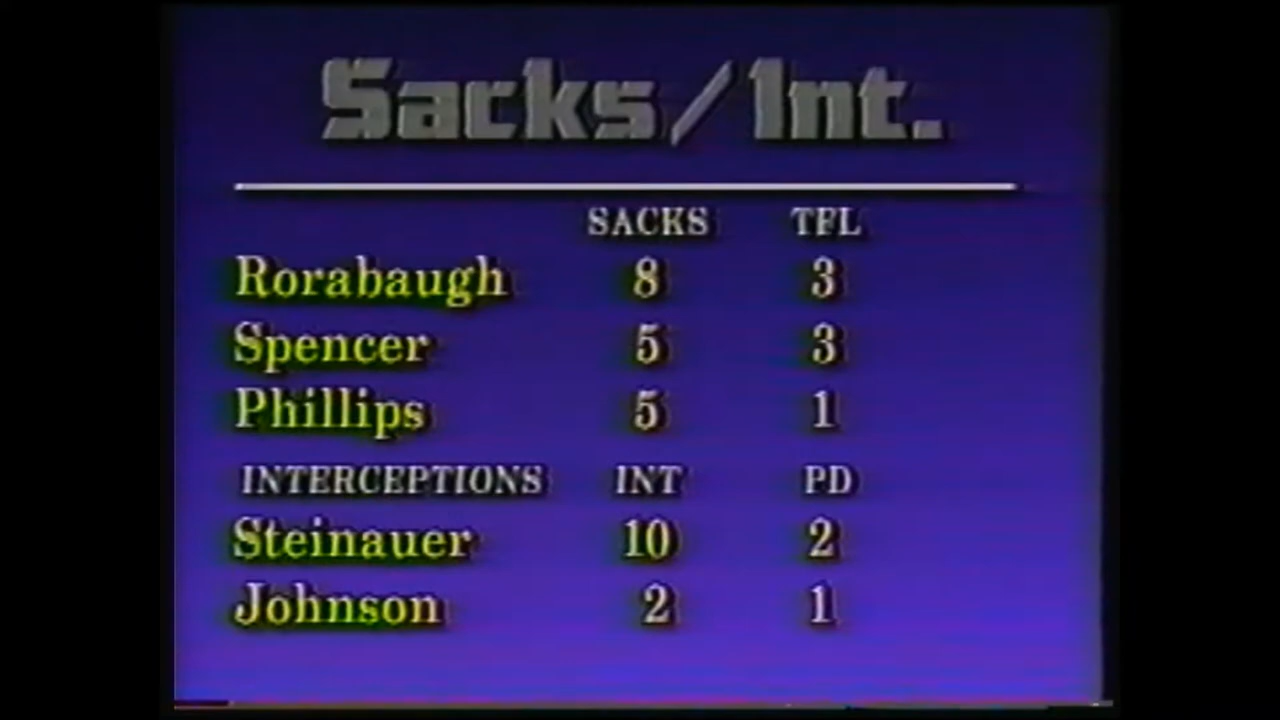 Sacks/Int.
SACKS TFL
Rorabaugh 8 3
Spencer 5 3
Phillips 5 1
INTERCEPTIONS INT PD
Steinauer 10 2
Johnson 2 1